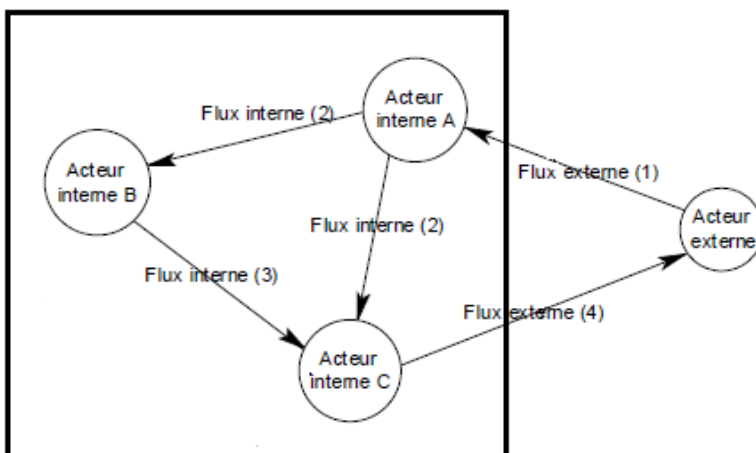 Acteur
interne A
Flux interne (2)
Acteur
interne B
Flux externe (1)
Acteur
externe
Flux interne (2)
Flux interne (3)
Flux externe (4)
Acteur
interne C